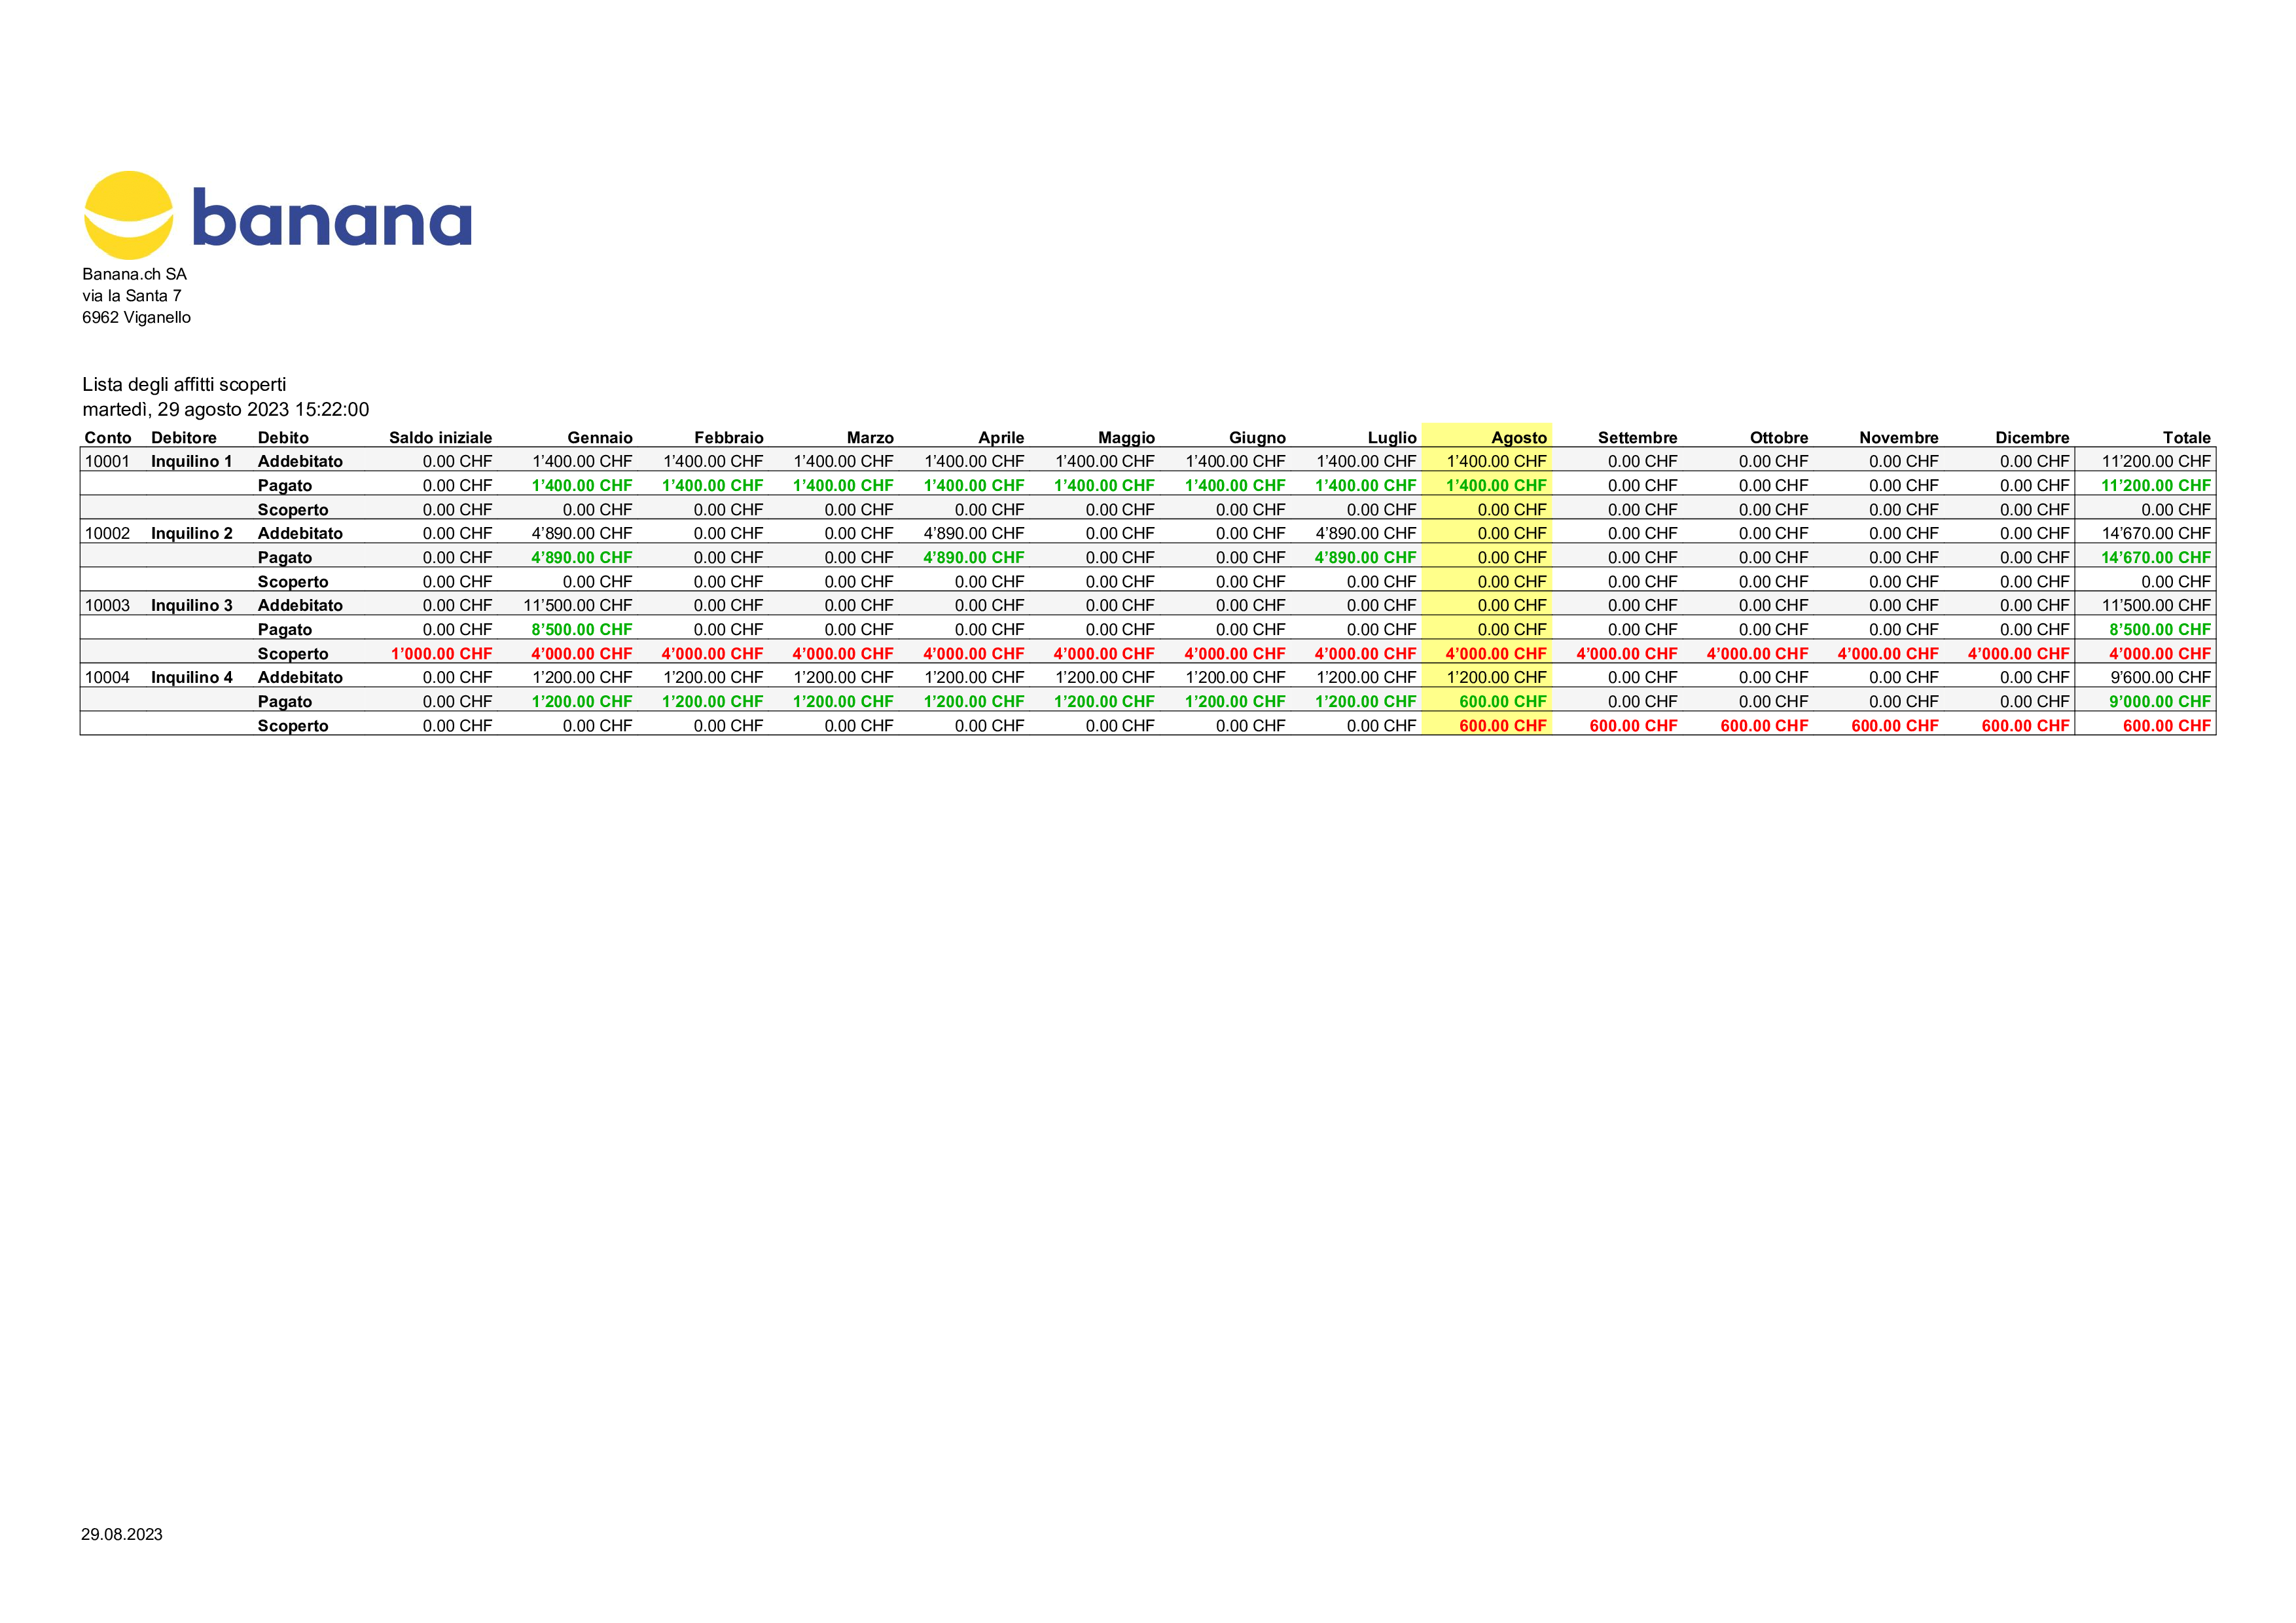 banana
Banana.ch SA
via la Santa 7
6962 Viganello
Lista degli affitti scoperti
martedì, 29 agosto 2023 15:22:00
Conto Debitore Debito Saldo iniziale Gennaio Febbraio Marzo Aprile Maggio Giugno Luglio Agosto Settembre Ottobre Novembre Dicembre Totale
10001 Inquilino 1 Addebitato 0.00 CHF 1’400.00 CHF 1’400.00 CHF 1’400.00 CHF 1’400.00 CHF 1’400.00 CHF 1’400.00 CHF 1’400.00 CHF 1’400.00 CHF 0.00 CHF 0.00 CHF 0.00 CHF 0.00 CHF 11’200.00 CHF
Pagato 0.00 CHF 1’400.00 CHF 1’400.00 CHF 1’400.00 CHF 1’400.00 CHF 1’400.00 CHF 1’400.00 CHF 1’400.00 CHF 1’400.00 CHF 0.00 CHF 0.00 CHF 0.00 CHF 0.00 CHF 11’200.00 CHF
Scoperto 0.00 CHF 0.00 CHF 0.00 CHF 0.00 CHF 0.00 CHF 0.00 CHF 0.00 CHF 0.00 CHF 0.00 CHF 0.00 CHF 0.00 CHF 0.00 CHF 0.00 CHF 0.00 CHF
10002 Inquilino 2 Addebitato 0.00 CHF 4’890.00 CHF 0.00 CHF 0.00 CHF 4’890.00 CHF 0.00 CHF 0.00 CHF 4’890.00 CHF 0.00 CHF 0.00 CHF 0.00 CHF 0.00 CHF 0.00 CHF 14’670.00 CHF
Pagato 0.00 CHF 4’890.00 CHF 0.00 CHF 0.00 CHF 4’890.00 CHF 0.00 CHF 0.00 CHF 4’890.00 CHF 0.00 CHF 0.00 CHF 0.00 CHF 0.00 CHF 0.00 CHF 14’670.00 CHF
Scoperto 0.00 CHF 0.00 CHF 0.00 CHF 0.00 CHF 0.00 CHF 0.00 CHF 0.00 CHF 0.00 CHF 0.00 CHF 0.00 CHF 0.00 CHF 0.00 CHF 0.00 CHF 0.00 CHF
10003 Inquilino 3 Addebitato 0.00 CHF 11’500.00 CHF 0.00 CHF 0.00 CHF 0.00 CHF 0.00 CHF 0.00 CHF 0.00 CHF 0.00 CHF 0.00 CHF 0.00 CHF 0.00 CHF 0.00 CHF 11’500.00 CHF
Pagato 0.00 CHF 8’500.00 CHF 0.00 CHF 0.00 CHF 0.00 CHF 0.00 CHF 0.00 CHF 0.00 CHF 0.00 CHF 0.00 CHF 0.00 CHF 0.00 CHF 0.00 CHF 8’500.00 CHF
Scoperto 1’000.00 CHF 4’000.00 CHF 4’000.00 CHF 4’000.00 CHF 4’000.00 CHF 4’000.00 CHF 4’000.00 CHF 4’000.00 CHF 4’000.00 CHF 4’000.00 CHF 4’000.00 CHF 4’000.00 CHF 4’000.00 CHF 4’000.00 CHF
10004 Inquilino 4 Addebitato 0.00 CHF 1’200.00 CHF 1’200.00 CHF 1’200.00 CHF 1’200.00 CHF 1’200.00 CHF 1’200.00 CHF 1’200.00 CHF 1’200.00 CHF 0.00 CHF 0.00 CHF 0.00 CHF 0.00 CHF 9’600.00 CHF
Pagato 0.00 CHF 1’200.00 CHF 1’200.00 CHF 1’200.00 CHF 1’200.00 CHF 1’200.00 CHF 1’200.00 CHF 1’200.00 CHF 600.00 CHF 0.00 CHF 0.00 CHF 0.00 CHF 0.00 CHF 9’000.00 CHF
Scoperto 0.00 CHF 0.00 CHF 0.00 CHF 0.00 CHF 0.00 CHF 0.00 CHF 0.00 CHF 0.00 CHF 600.00 CHF 600.00 CHF 600.00 CHF 600.00 CHF 600.00 CHF 600.00 CHF
29.08.2023